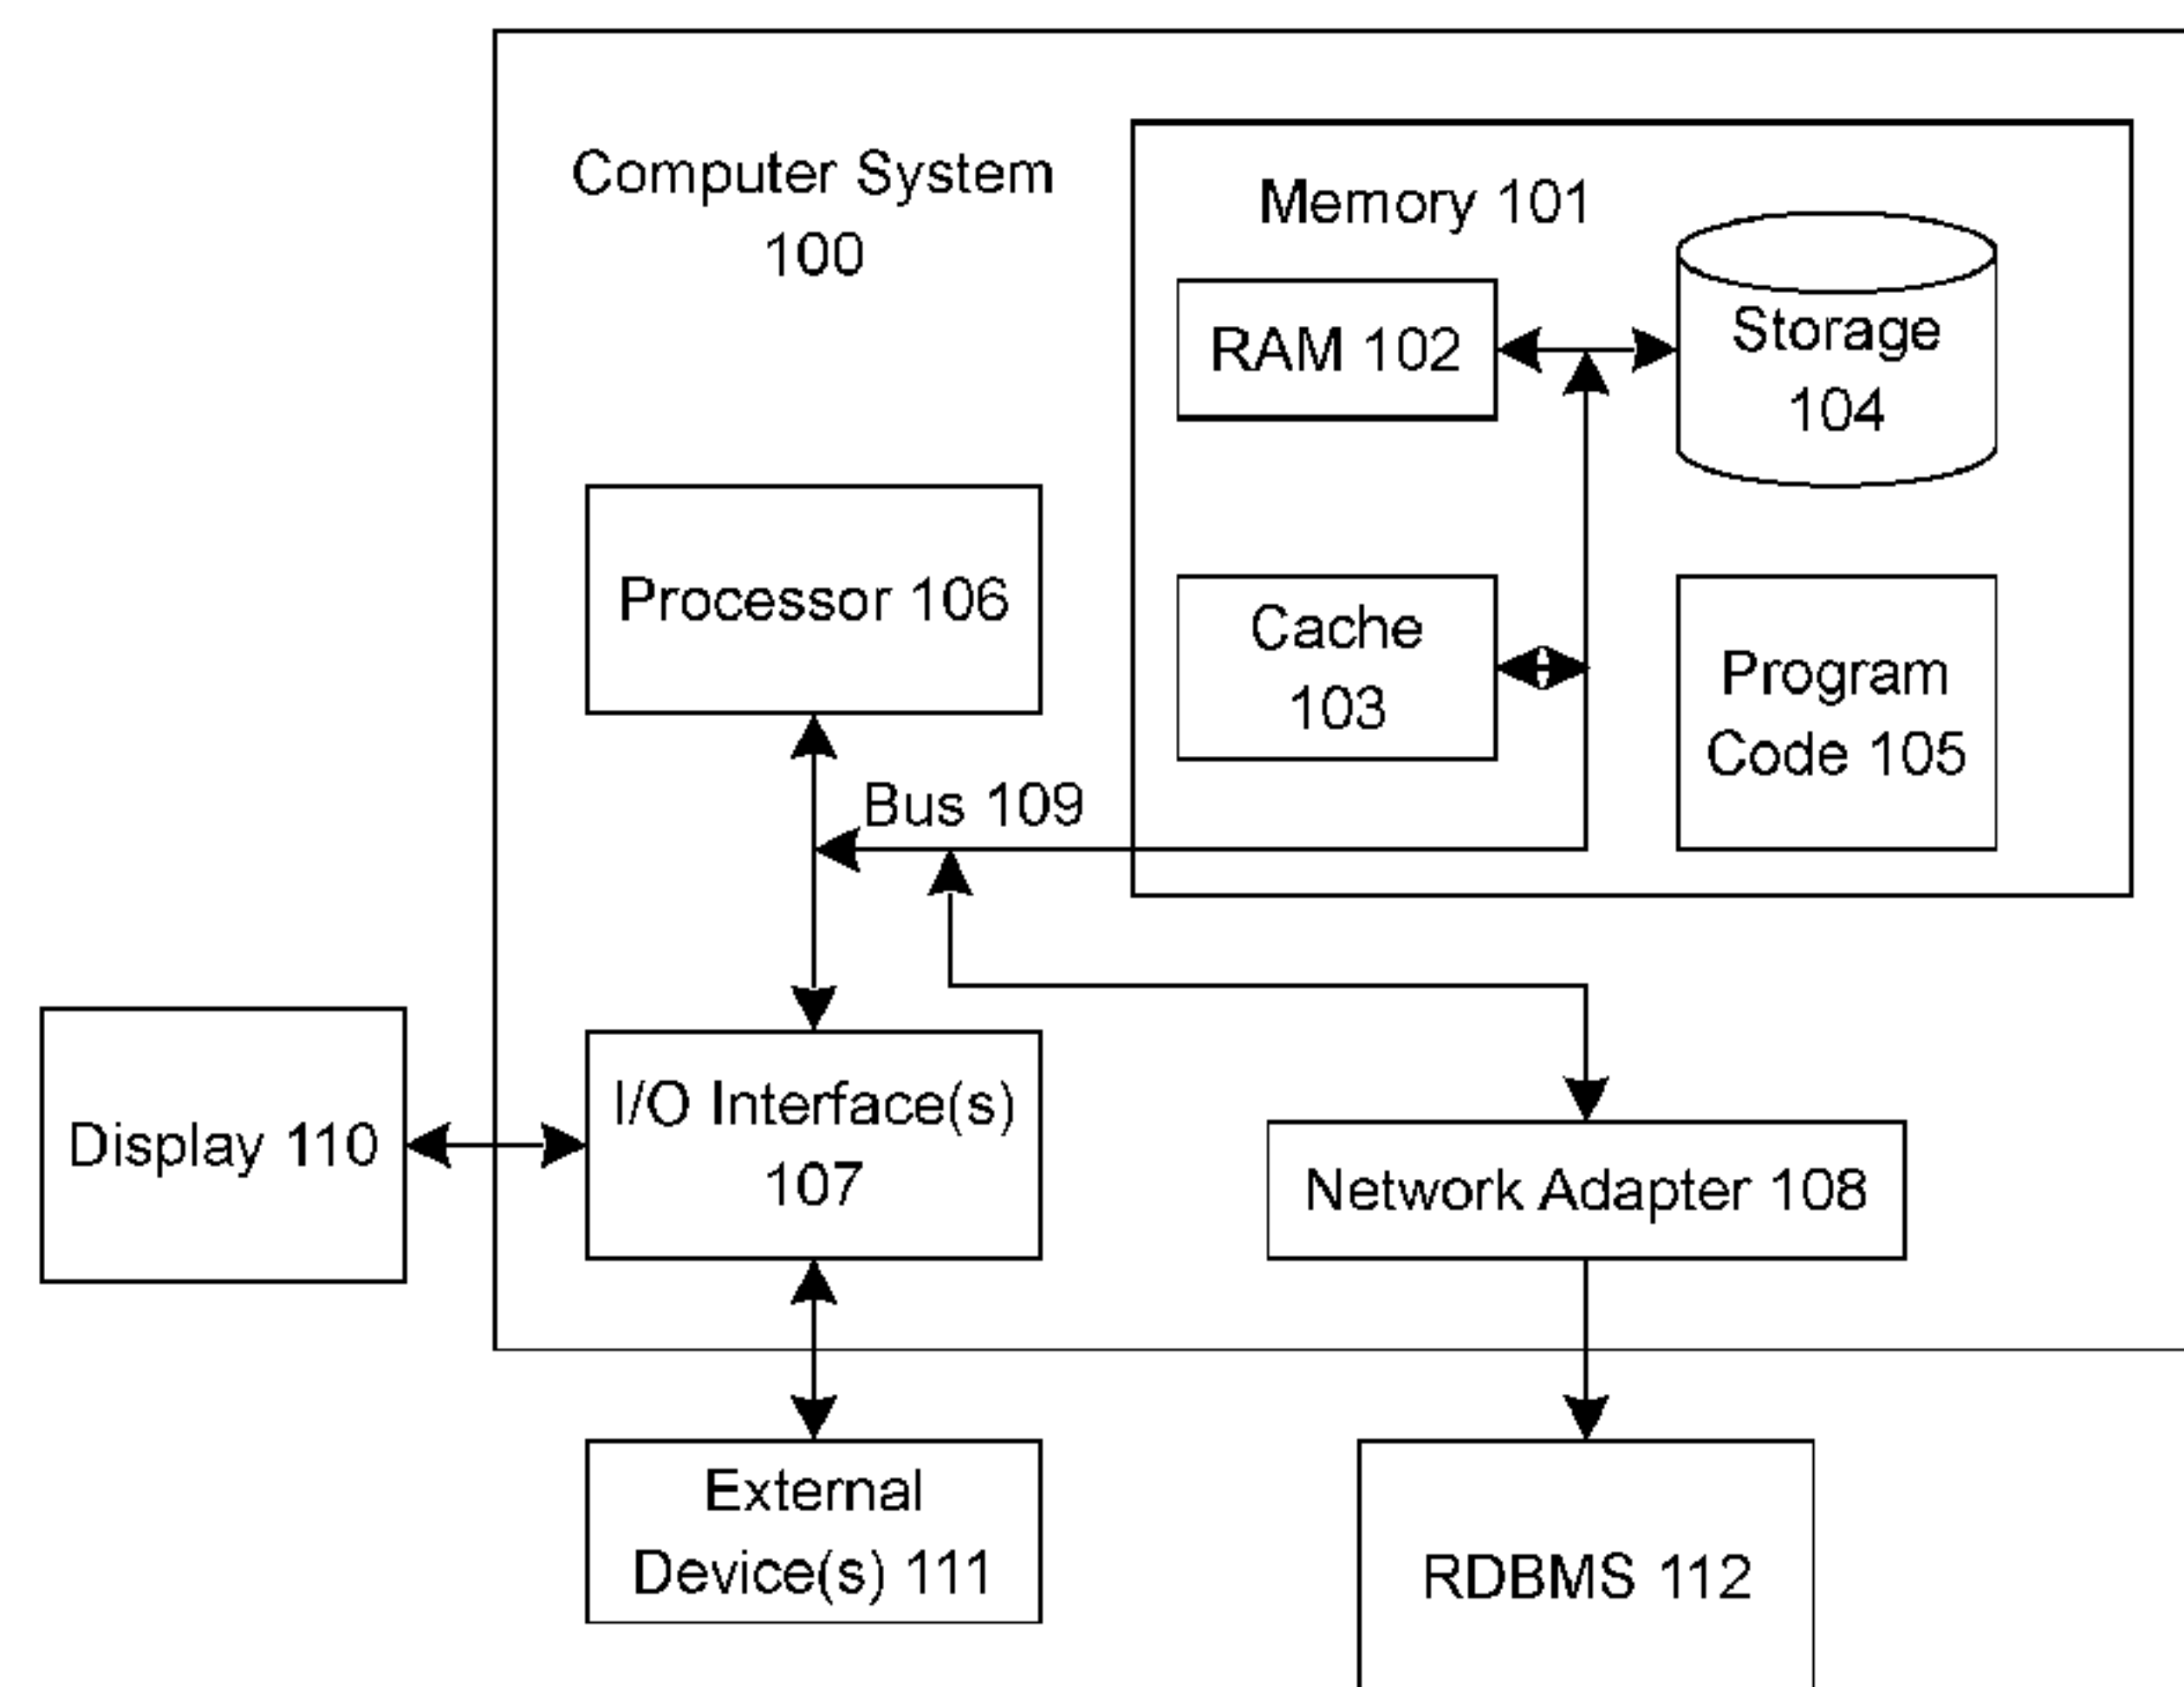 Computer System
100
Memory 101
RAM 102
Storage
104
Processor 106
Cache
103
Program
Code 105
Bus 109
Display 110
I/O Interface(s)
107
Network Adapter 108
External
Device(s) 111
RDBMS 112